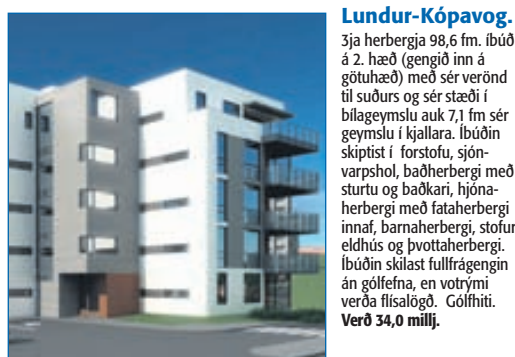 Lundur-Kópavog.
3ja herbergja 98,6 fm. íbúð
á 2. hæð (gengið inn á
götuhæð) með sér verönd
til suðurs og sér stæði í
bílageymslu auk 7,1 fm sér
geymslu í kjallara. Íbúðin
skiptist í forstofu, sjón-
varpshol, baðherbergi með
sturtu og baðkari, hjóna-
herbergi með fataherbergi
innaf, barnaherbergi, stofur
eldhús og þvottaherbergi.
Íbúðin skilast fullfrágengin
án gólfefna, en votrými
verða flísalögð. Gólfhiti.
Verð 34,0 millj.